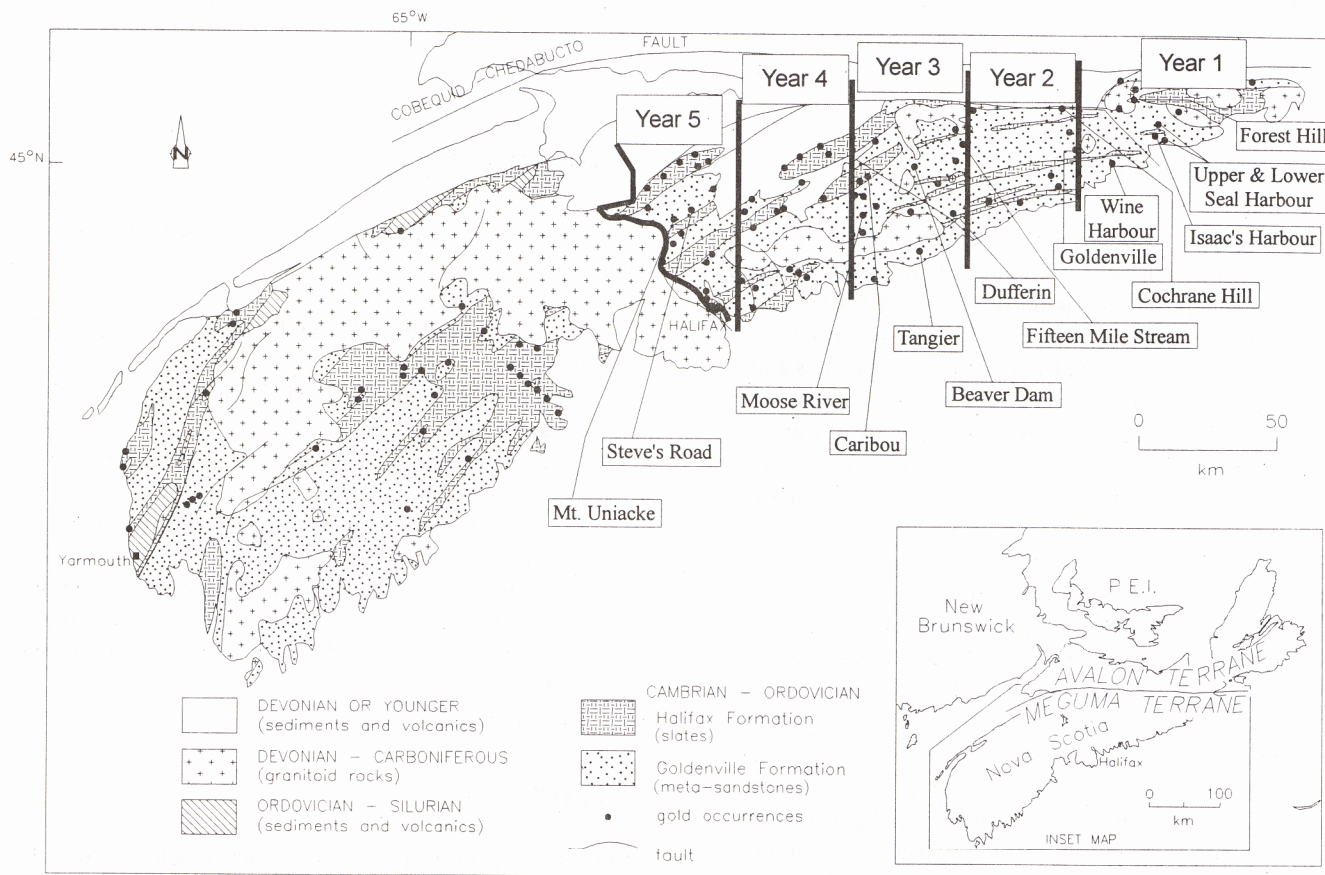 65°W
FAULT
CHEDABUCTO
COBEQUID
Year 5
Year 4
Year 3
Year 2
Year 1
45°N
N
Forest Hill
Upper & Lower
Seal Harbour
Isaac's Harbour
Wine
Harbour
Goldenville
Cochrane Hill
Dufferin
Fifteen Mile Stream
Tangier
Beaver Dam
HALIFAX
Moose River
Caribou
Steve's Road
Mt. Uniacke
0 50
km
Yarmouth
DEVONIAN OR YOUNGER
(sediments and volcanics)
DEVONIAN - CARBONIFEROUS
(granitoid rocks)
ORDOVICIAN - SILURIAN
(sediments and volcanics)
CAMBRIAN - ORDOVICIAN
Halifax Formation
(slates)
Goldenville Formation
(meta-sandstones)
gold occurrences
fault
P.E.I.
New
Brunswick
AVALON TERRANE
MEGUMA TERRANE
Nova Scotia
Halifax
0 100
km
INSET MAP